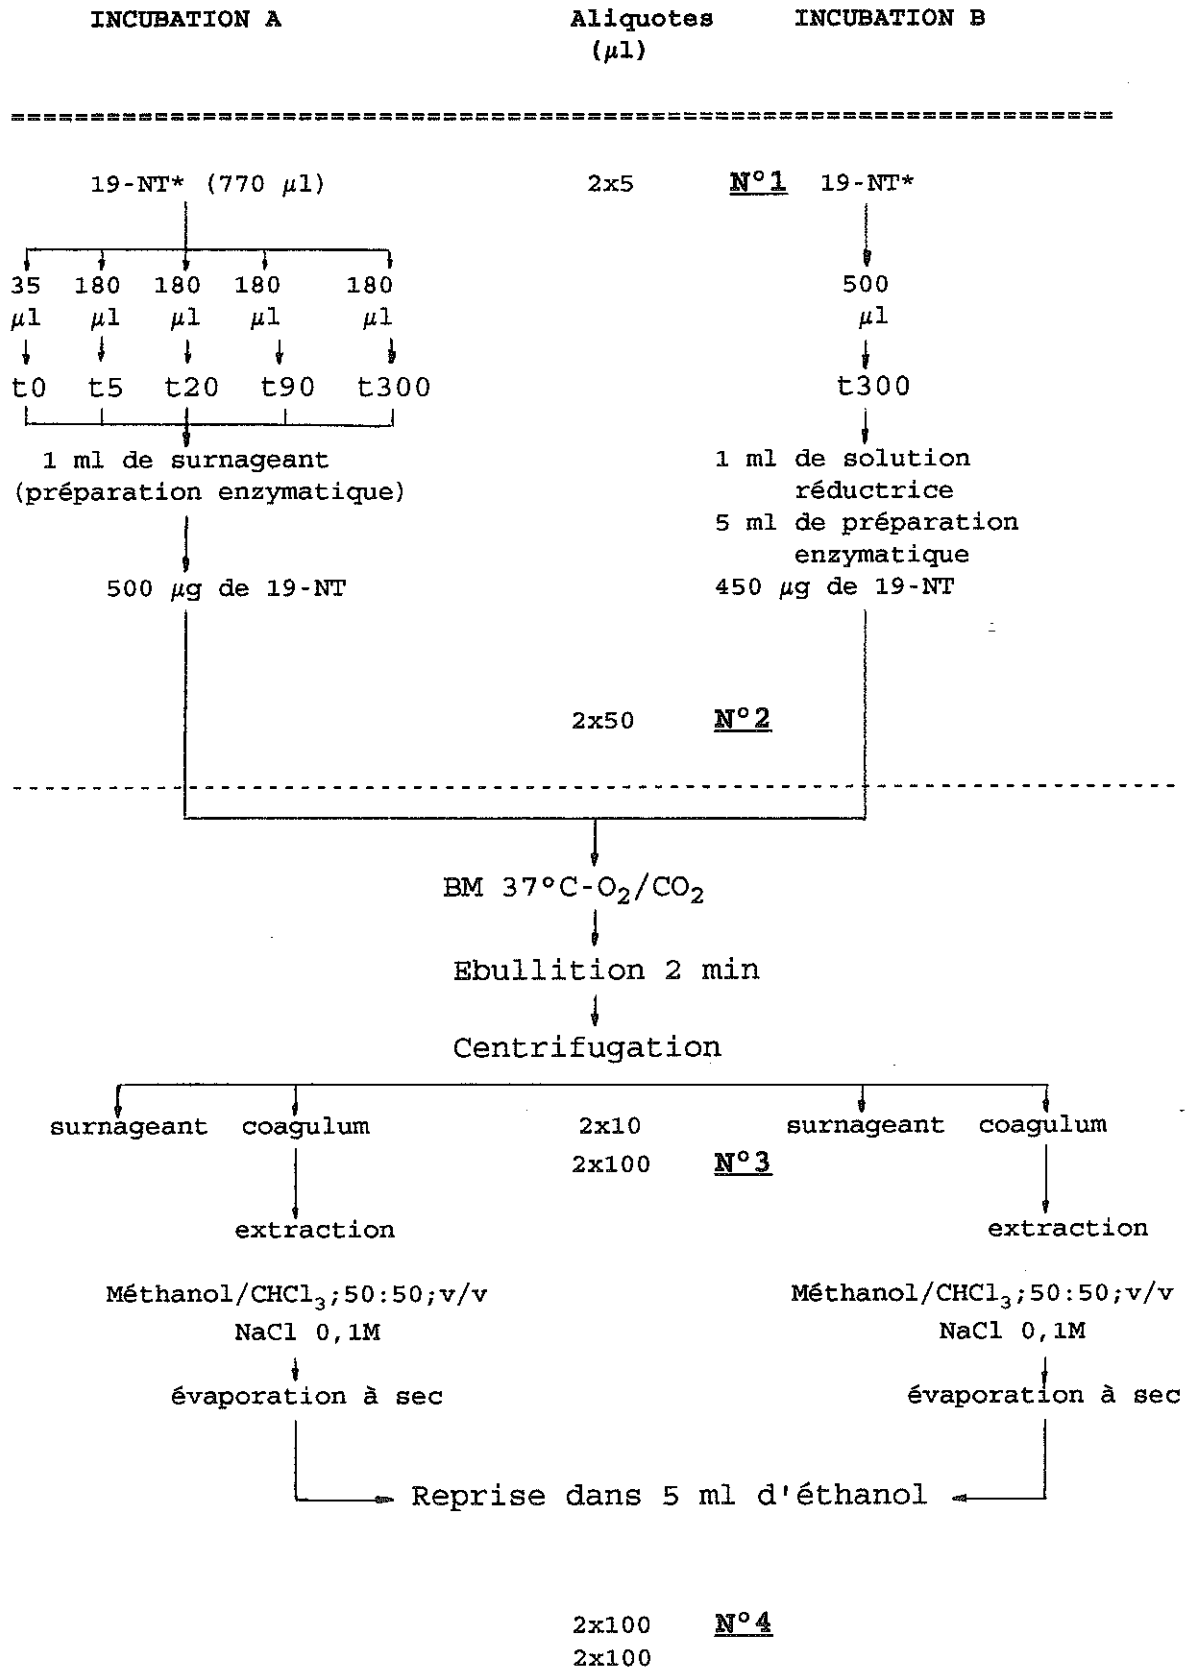 INCUBATION A Aliquotes INCUBATION B
(μl)
===================================================================
19-NT* (770 μl) 2x5 N°1 19-NT*
35 180 180 180 180 500
μl μl μl μl μl μl
t0 t5 t20 t90 t300 t300
1 ml de surnageant 1 ml de solution
(préparation enzymatique) réductrice
5 ml de préparation
enzymatique
500 μg de 19-NT 450 μg de 19-NT
2x50 N°2
BM 37°C-O₂/CO₂
Ebullition 2 min
Centrifugation
surnageant coagulum 2x10 surnageant coagulum
2x100 N°3
extraction extraction
Méthanol/CHCl₃;50:50;v/v Méthanol/CHCl₃;50:50;v/v
NaCl 0,1M NaCl 0,1M
évaporation à sec évaporation à sec
Reprise dans 5 ml d'éthanol
2x100 N°4
2x100